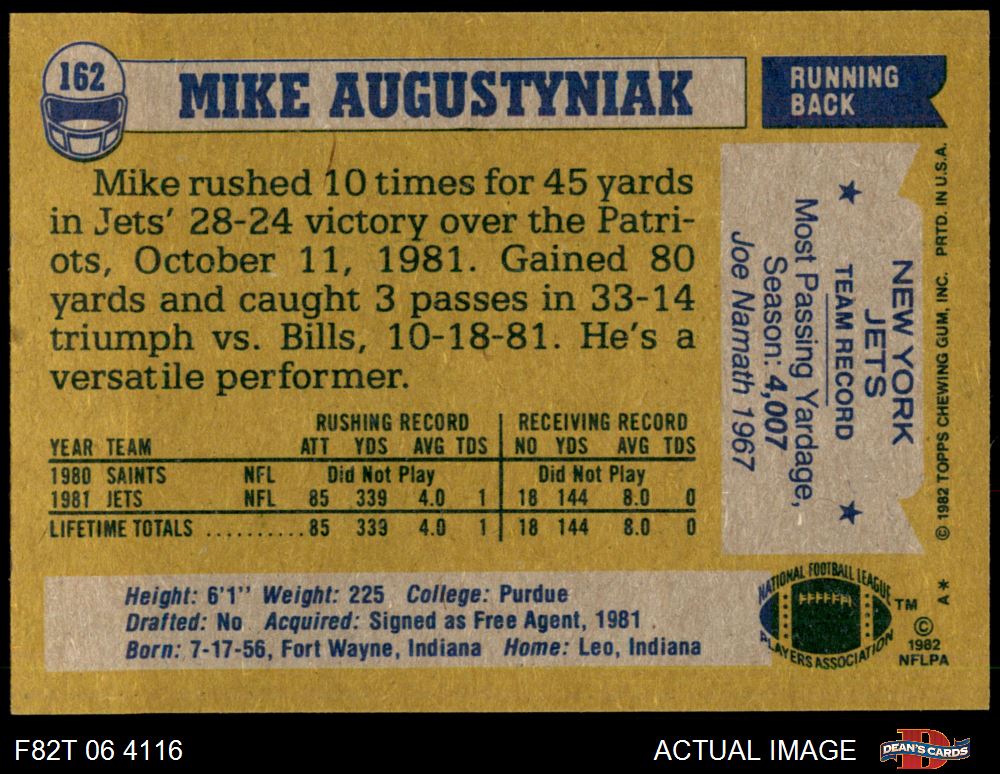 162
MIKE AUGUSTYNIAK
RUNNING
BACK
Mike rushed 10 times for 45 yards
in Jets' 28-24 victory over the Patri-
ots, October 11, 1981. Gained 80
yards and caught 3 passes in 33-14
triumph vs. Bills, 10-18-81. He's a
versatile performer.
NEW YORK
JETS
★ TEAM RECORD ★
Most Passing Yardage,
Season: 4,007
Joe Namath 1967
© 1982 TOPPS CHEWING GUM, INC. PRTD. IN U.S.A.
RUSHING RECORD RECEIVING RECORD
YEAR TEAM ATT YDS AVG TDS NO YDS AVG TDS
1980 SAINTS NFL Did Not Play Did Not Play
1981 JETS NFL 85 339 4.0 1 18 144 8.0 0
LIFETIME TOTALS ..........85 339 4.0 1 18 144 8.0 0
Height: 6'1'' Weight: 225 College: Purdue
Drafted: No Acquired: Signed as Free Agent, 1981
Born: 7-17-56, Fort Wayne, Indiana Home: Leo, Indiana
NATIONAL FOOTBALL LEAGUE
PLAYERS ASSOCIATION
TM
©
1982
NFLPA
A *
F82T 06 4116
ACTUAL IMAGE
DEAN'S CARDS